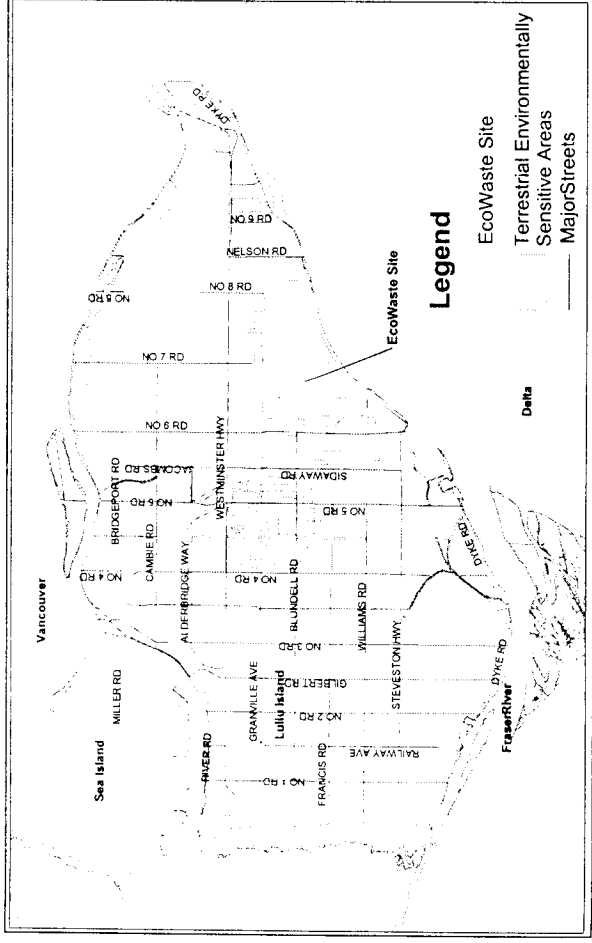 Vancouver
Sea Island
MILLER RD
NO 4 RD
BRIDGEPORT RD
NO 5 RD
CAMBIE RD
JACOMBS RD
NO 6 RD
NO 7 RD
NO 8 RD
DYKE RD
ALDERBRIDGE WAY
WESTMINSTER HWY
NO 8 RD
NELSON RD
NO 9 RD
RIVER RD
GRANVILLE AVE
Lulu Island
NO 1 RD
NO 2 RD
GILBERT RD
NO 3 RD
NO 4 RD
BLUNDELL RD
SIDAWAY RD
NO 5 RD
FRANCIS RD
RAILWAY AVE
WILLIAMS RD
STEVESTON HWY
EcoWaste Site
DYKE RD
DYKE RD
FraserRiver
Delta
Legend
EcoWaste Site
Terrestrial Environmentally
Sensitive Areas
MajorStreets